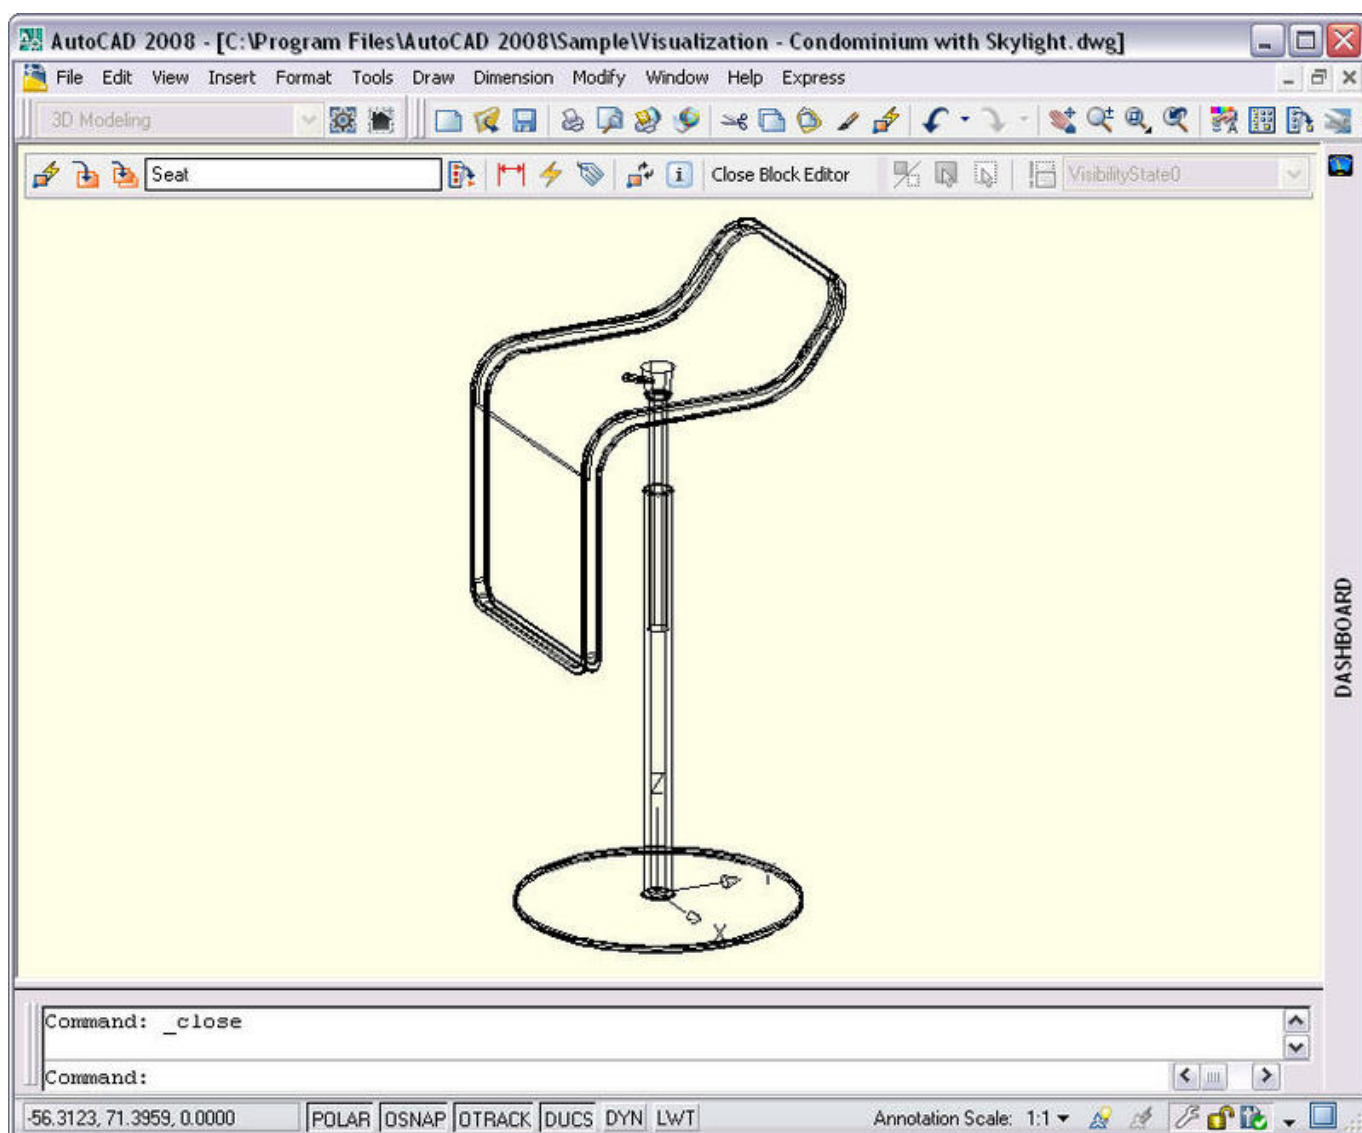 AutoCAD 2008 - [C:\Program Files\AutoCAD 2008\Sample\Visualization - Condominium with Skylight.dwg]
File Edit View Insert Format Tools Draw Dimension Modify Window Help Express
3D Modeling
Seat Close Block Editor VisibilityState0
Z
Y
X
DASHBOARD
Command: _close
Command:
-56.3123, 71.3959, 0.0000 POLAR OSNAP OTRACK DUCS DYN LWT Annotation Scale: 1:1